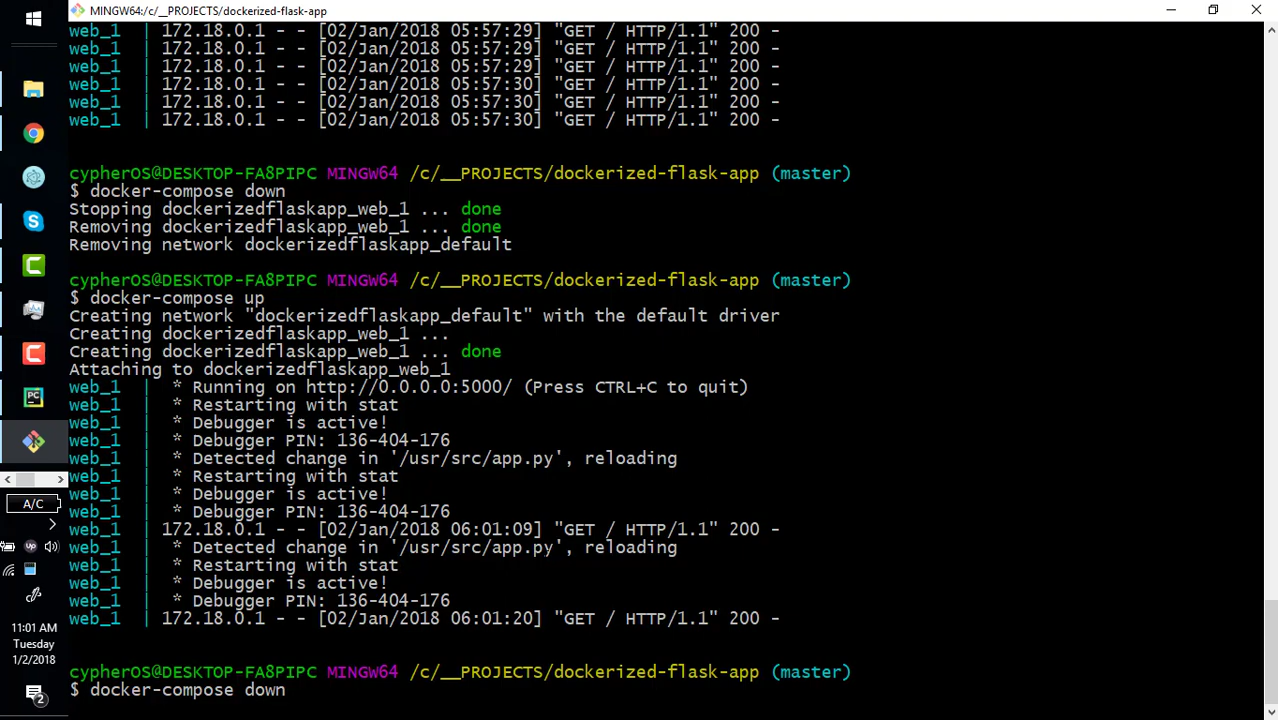 MINGW64:/c/__PROJECTS/dockerized-flask-app
web_1  | 172.18.0.1 - - [02/Jan/2018 05:57:29] "GET / HTTP/1.1" 200 -
web_1  | 172.18.0.1 - - [02/Jan/2018 05:57:29] "GET / HTTP/1.1" 200 -
web_1  | 172.18.0.1 - - [02/Jan/2018 05:57:29] "GET / HTTP/1.1" 200 -
web_1  | 172.18.0.1 - - [02/Jan/2018 05:57:30] "GET / HTTP/1.1" 200 -
web_1  | 172.18.0.1 - - [02/Jan/2018 05:57:30] "GET / HTTP/1.1" 200 -
web_1  | 172.18.0.1 - - [02/Jan/2018 05:57:30] "GET / HTTP/1.1" 200 -
cypherOS@DESKTOP-FA8PIPC MINGW64 /c/__PROJECTS/dockerized-flask-app (master)
$ docker-compose down
Stopping dockerizedflaskapp_web_1 ... done
Removing dockerizedflaskapp_web_1 ... done
Removing network dockerizedflaskapp_default
cypherOS@DESKTOP-FA8PIPC MINGW64 /c/__PROJECTS/dockerized-flask-app (master)
$ docker-compose up
Creating network "dockerizedflaskapp_default" with the default driver
Creating dockerizedflaskapp_web_1 ...
Creating dockerizedflaskapp_web_1 ... done
Attaching to dockerizedflaskapp_web_1
web_1  |  * Running on http://0.0.0.0:5000/ (Press CTRL+C to quit)
web_1  |  * Restarting with stat
web_1  |  * Debugger is active!
web_1  |  * Debugger PIN: 136-404-176
web_1  |  * Detected change in '/usr/src/app.py', reloading
web_1  |  * Restarting with stat
web_1  |  * Debugger is active!
web_1  |  * Debugger PIN: 136-404-176
web_1  | 172.18.0.1 - - [02/Jan/2018 06:01:09] "GET / HTTP/1.1" 200 -
web_1  |  * Detected change in '/usr/src/app.py', reloading
web_1  |  * Restarting with stat
web_1  |  * Debugger is active!
web_1  |  * Debugger PIN: 136-404-176
web_1  | 172.18.0.1 - - [02/Jan/2018 06:01:20] "GET / HTTP/1.1" 200 -
cypherOS@DESKTOP-FA8PIPC MINGW64 /c/__PROJECTS/dockerized-flask-app (master)
$ docker-compose down
PC
A/C
up
11:01 AM
Tuesday
1/2/2018
2